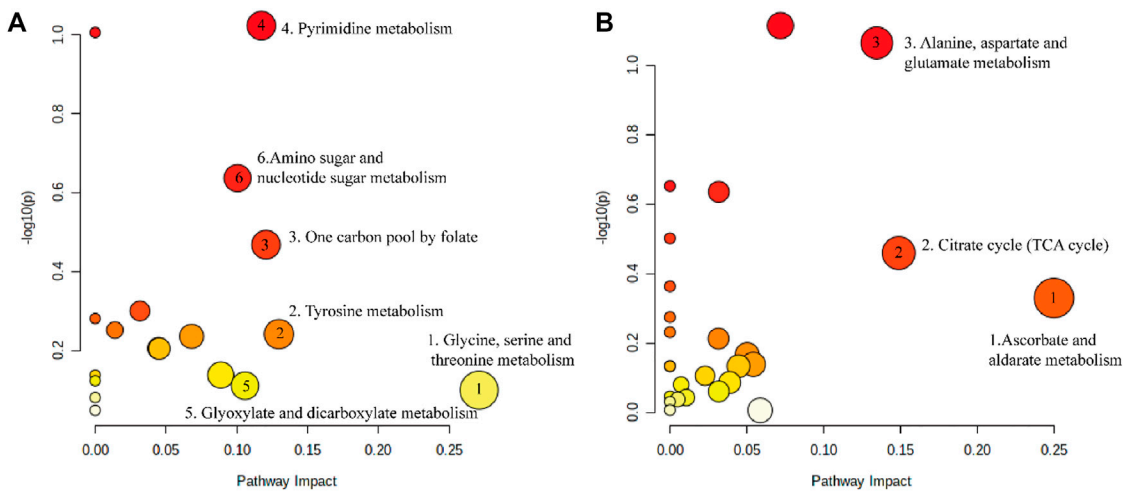 A
4
4. Pyrimidine metabolism
6.Amino sugar and
nucleotide sugar metabolism
6
3
3. One carbon pool by folate
2. Tyrosine metabolism
2
1. Glycine, serine and
threonine metabolism
1
5
5. Glyoxylate and dicarboxylate metabolism
-log10(p)
1.0
0.8
0.6
0.4
0.2
0.00
0.05
0.10
0.15
0.20
0.25
Pathway Impact
B
3
3. Alanine, aspartate and
glutamate metabolism
2
2. Citrate cycle (TCA cycle)
1
1.Ascorbate and
aldarate metabolism
-log10(p)
1.0
0.8
0.6
0.4
0.2
0.0
0.00
0.05
0.10
0.15
0.20
0.25
Pathway Impact